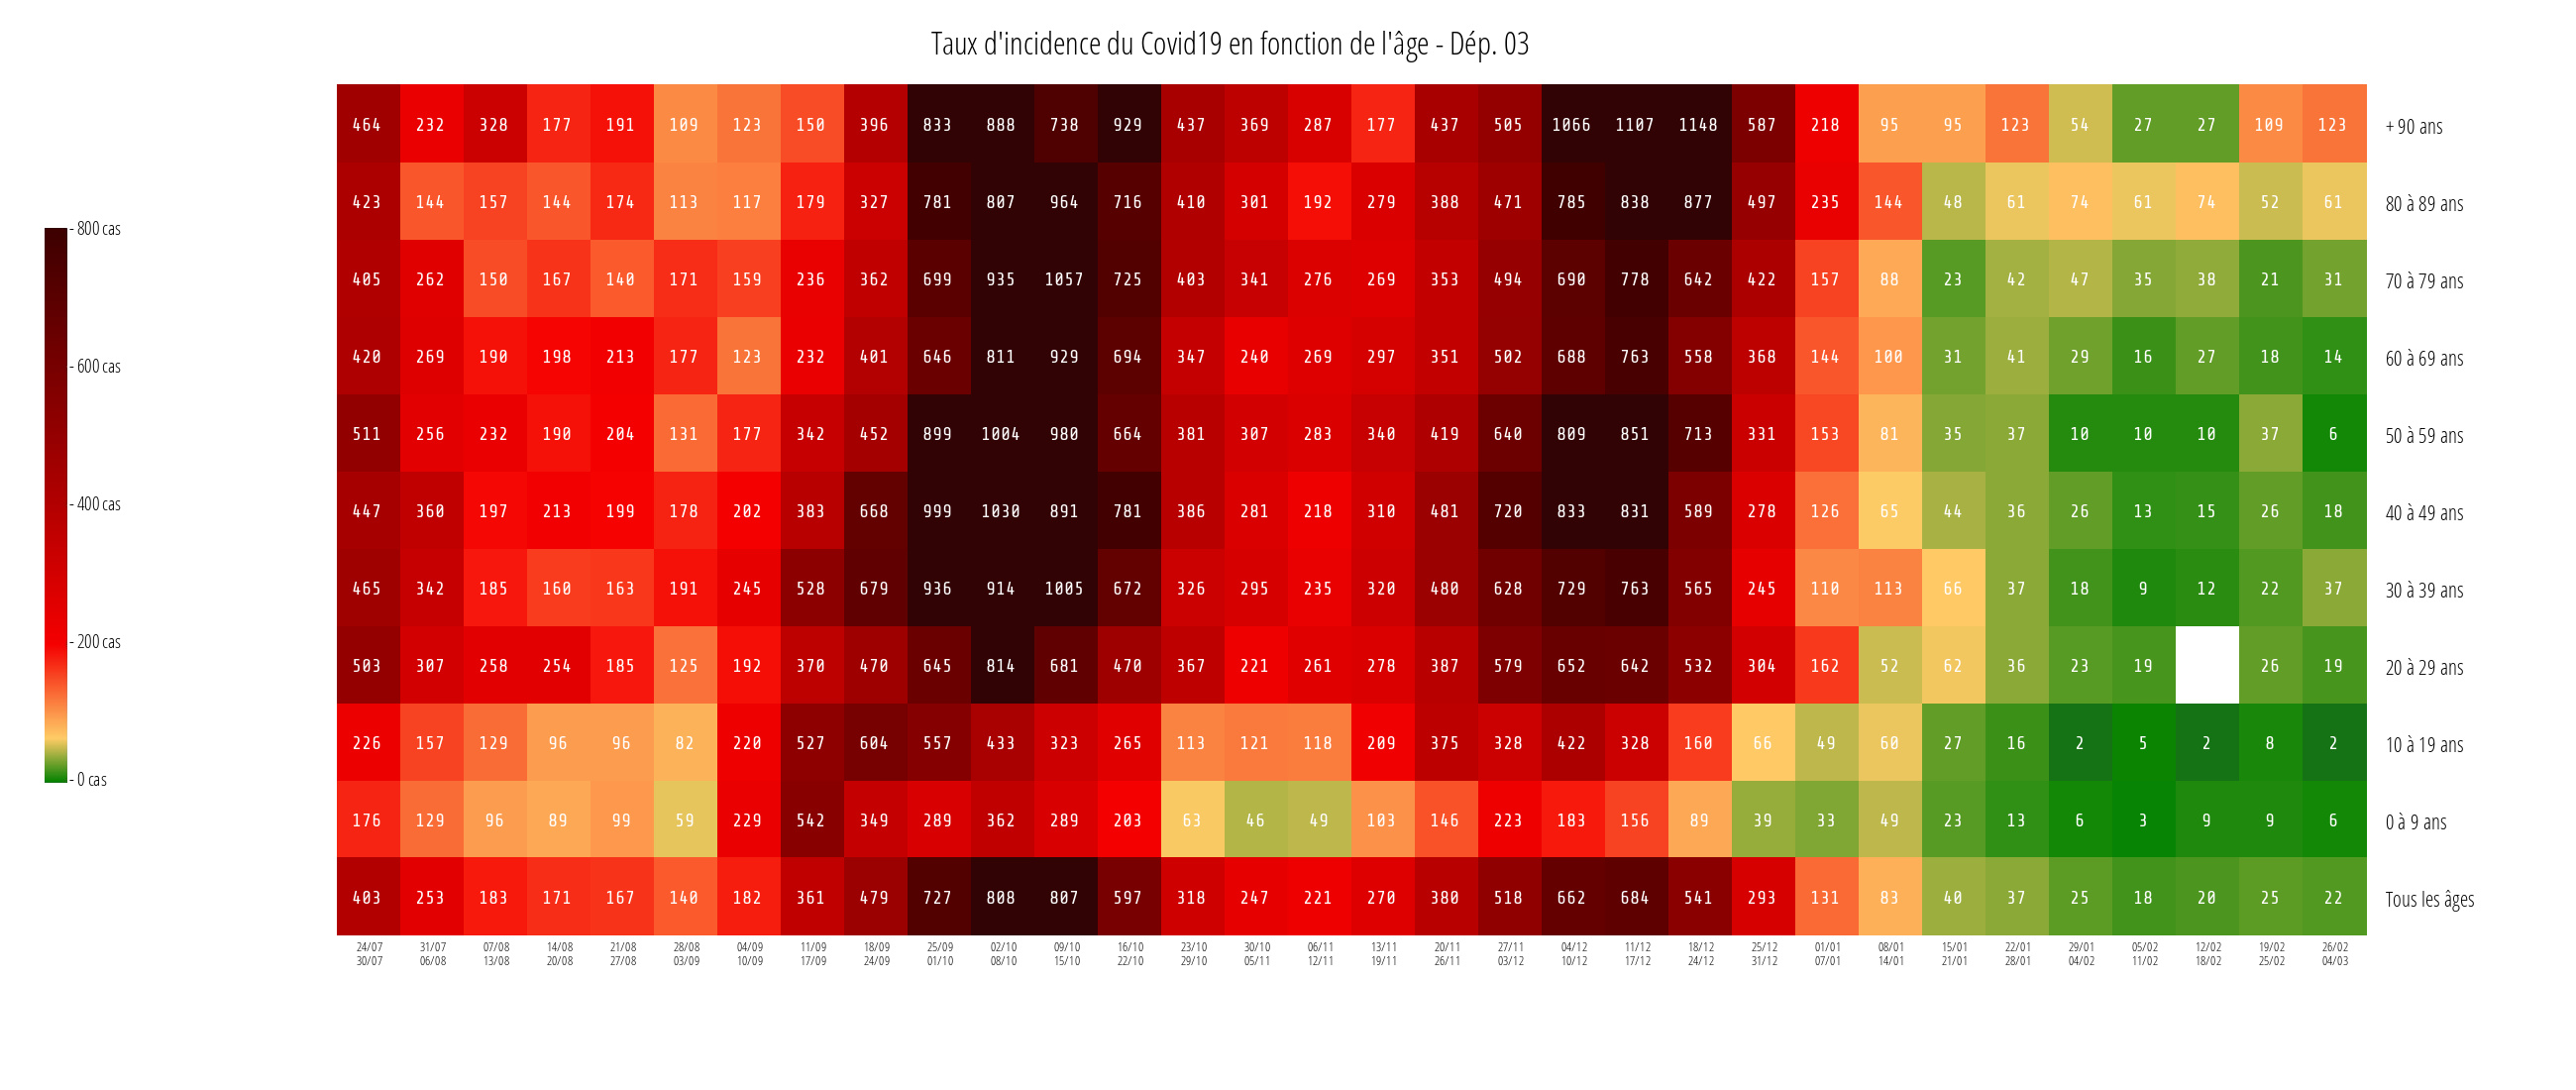 Taux d'incidence du Covid19 en fonction de l'âge - Dép. 03
- 800 cas
- 600 cas
- 400 cas
- 200 cas
- 0 cas
464 232 328 177 191 109 123 150 396 833 888 738 929 437 369 287 177 437 505 1066 1107 1148 587 218 95 95 123 54 27 27 109 123 + 90 ans
423 144 157 144 174 113 117 179 327 781 807 964 716 410 301 192 279 388 471 785 838 877 497 235 144 48 61 74 61 74 52 61 80 à 89 ans
405 262 150 167 140 171 159 236 362 699 935 1057 725 403 341 276 269 353 494 690 778 642 422 157 88 23 42 47 35 38 21 31 70 à 79 ans
420 269 190 198 213 177 123 232 401 646 811 929 694 347 240 269 297 351 502 688 763 558 368 144 100 31 41 29 16 27 18 14 60 à 69 ans
511 256 232 190 204 131 177 342 452 899 1004 980 664 381 307 283 340 419 640 809 851 713 331 153 81 35 37 10 10 10 37 6 50 à 59 ans
447 360 197 213 199 178 202 383 668 999 1030 891 781 386 281 218 310 481 720 833 831 589 278 126 65 44 36 26 13 15 26 18 40 à 49 ans
465 342 185 160 163 191 245 528 679 936 914 1005 672 326 295 235 320 480 628 729 763 565 245 110 113 66 37 18 9 12 22 37 30 à 39 ans
503 307 258 254 185 125 192 370 470 645 814 681 470 367 221 261 278 387 579 652 642 532 304 162 52 62 36 23 19 26 19 20 à 29 ans
226 157 129 96 96 82 220 527 604 557 433 323 265 113 121 118 209 375 328 422 328 160 66 49 60 27 16 2 5 2 8 2 10 à 19 ans
176 129 96 89 99 59 229 542 349 289 362 289 203 63 46 49 103 146 223 183 156 89 39 33 49 23 13 6 3 9 9 6 0 à 9 ans
403 253 183 171 167 140 182 361 479 727 808 807 597 318 247 221 270 380 518 662 684 541 293 131 83 40 37 25 18 20 25 22 Tous les âges
24/07 31/07 07/08 14/08 21/08 28/08 04/09 11/09 18/09 25/09 02/10 09/10 16/10 23/10 30/10 06/11 13/11 20/11 27/11 04/12 11/12 18/12 25/12 01/01 08/01 15/01 22/01 29/01 05/02 12/02 19/02 26/02
30/07 06/08 13/08 20/08 27/08 03/09 10/09 17/09 24/09 01/10 08/10 15/10 22/10 29/10 05/11 12/11 19/11 26/11 03/12 10/12 17/12 24/12 31/12 07/01 14/01 21/01 28/01 04/02 11/02 18/02 25/02 04/03